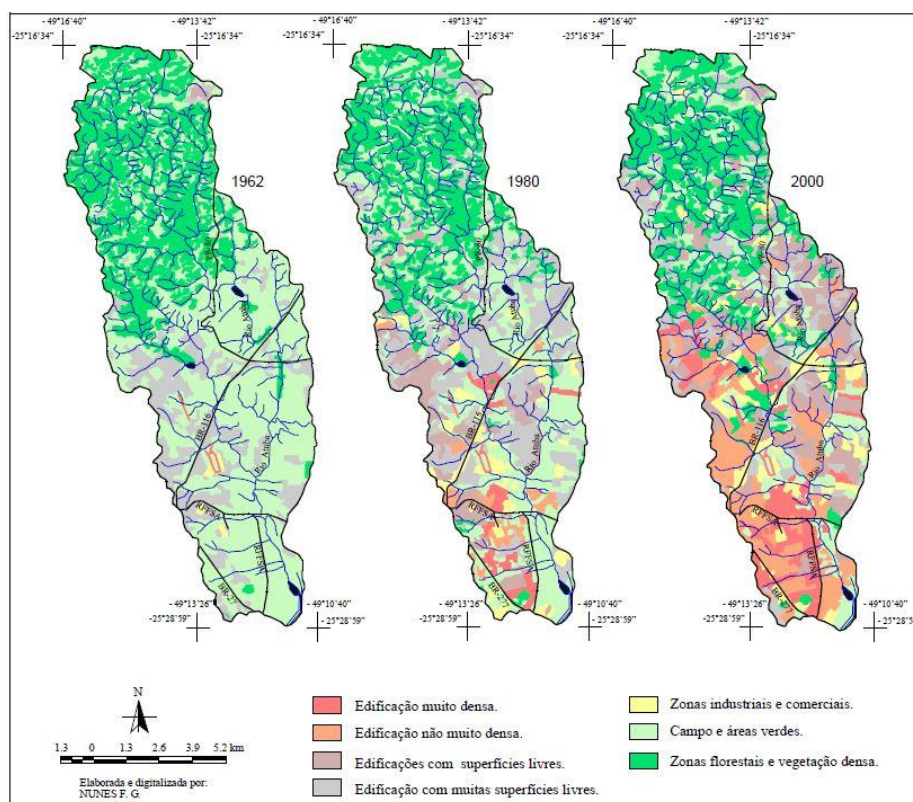 - 49°16'40" - 49°13'42" - 49°16'40" - 49°13'42" - 49°16'40" - 49°13'42"
- 25°16'34" - 25°16'34" - 25°16'34" - 25°16'34" - 25°16'34" - 25°16'34"
1962 1980 2000
Rio Atuba
BR-116
Rio Atuba
RFFSA
RFFSA
BR-277
- 49°13'26" - 49°10'40" - 49°13'26" - 49°10'40" - 49°13'26" - 49°10'40"
- 25°28'59" - 25°28'59" - 25°28'59" - 25°28'59" - 25°28'59" - 25°28'59"
N
1.3 0 1.3 2.6 3.9 5.2 km
Elaborada e digitalizada por:
NUNES F. G.
Edificação muito densa.
Edificação não muito densa.
Edificações com superfícies livres.
Edificação com muitas superfícies livres.
Zonas industriais e comerciais.
Campo e áreas verdes.
Zonas florestais e vegetação densa.